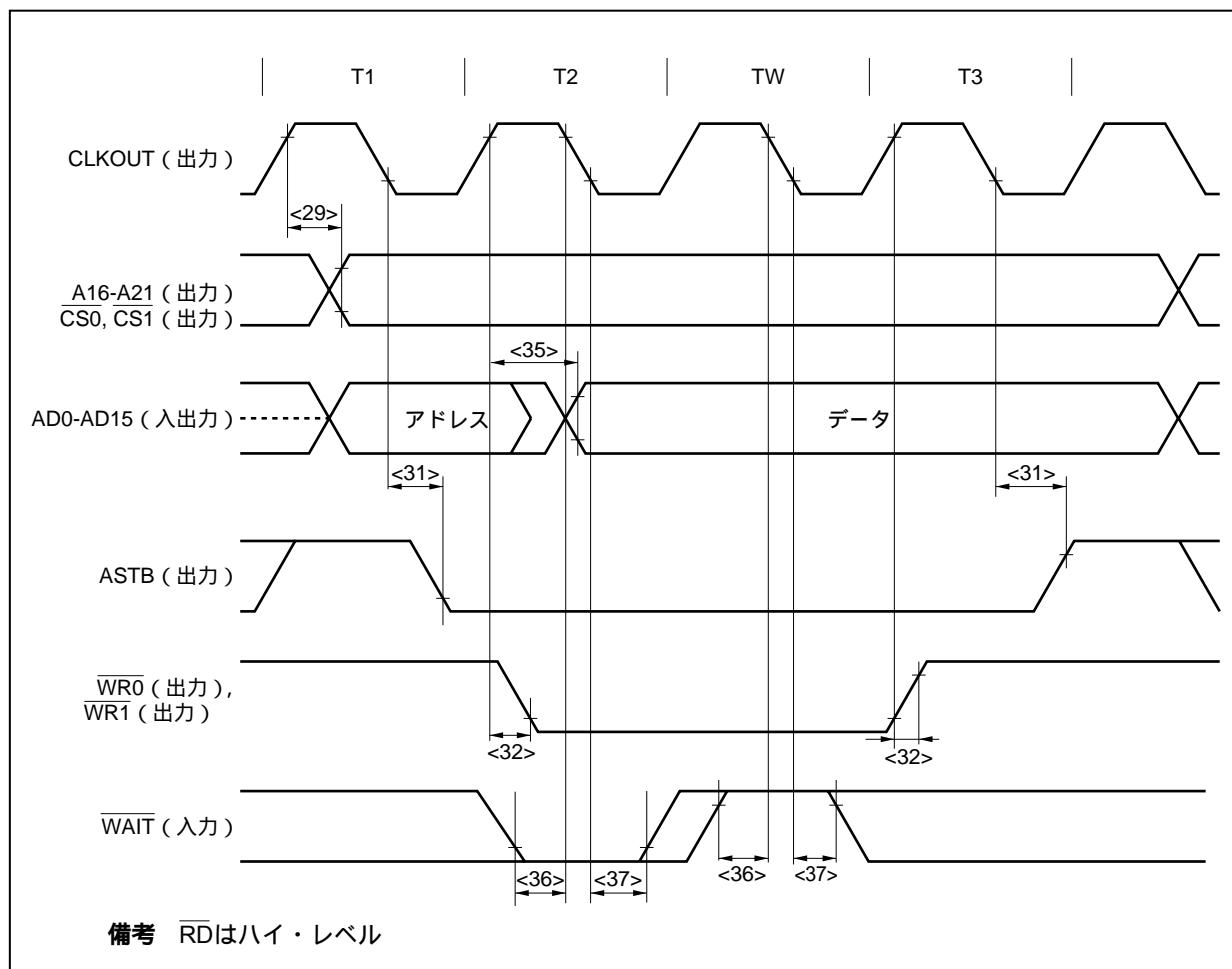 T1 T2 TW T3
CLKOUT（出力）
<29>
A16-A21（出力）
CS0, CS1（出力）
<35>
AD0-AD15（入出力） アドレス データ
<31> <31>
ASTB（出力）
WR0（出力）,
WR1（出力）
<32> <32>
WAIT（入力）
<36> <37> <36> <37>
備考 RDはハイ・レベル